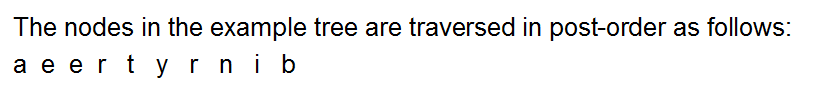 The nodes in the example tree are traversed in post-order as follows:
a e e r t y r n i b